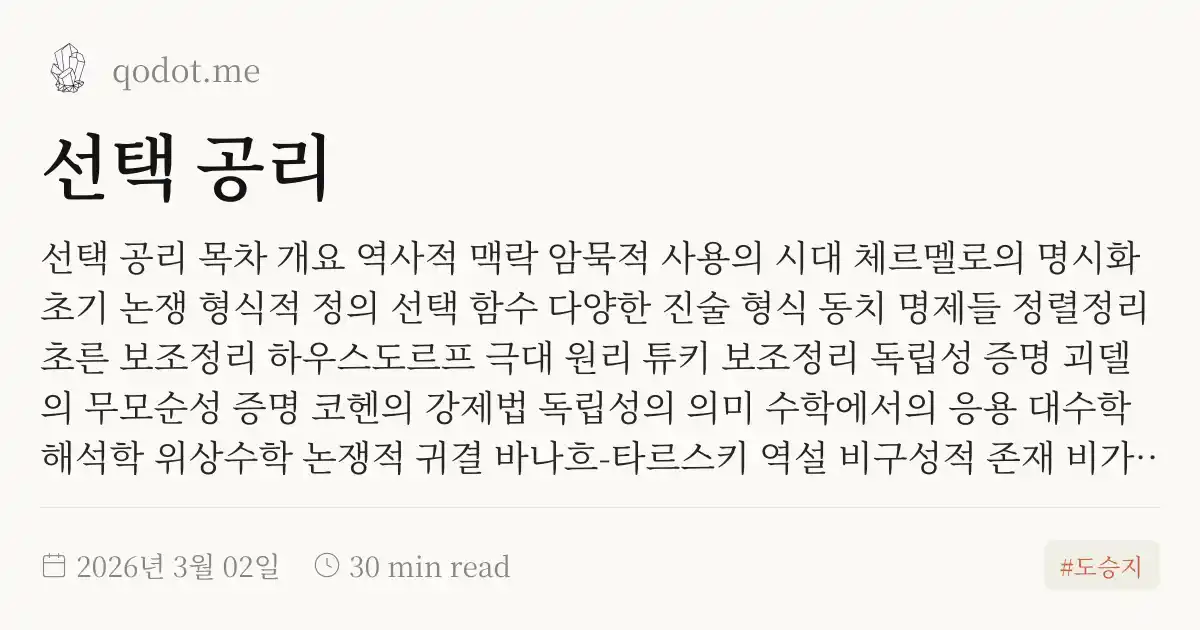 qodot.me
선택 공리
선택 공리 목차 개요 역사적 맥락 암묵적 사용의 시대 체르멜로의 명시화
초기 논쟁 형식적 정의 선택 함수 다양한 진술 형식 동치 명제들 정렬정리
초른 보조정리 하우스도르프 극대 원리 튜키 보조정리 독립성 증명 괴델
의 무모순성 증명 코헨의 강제법 독립성의 의미 수학에서의 응용 대수학
해석학 위상수학 논쟁적 귀결 바나흐-타르스키 역설 비구성적 존재 비가…
2026년 3월 02일
30 min read
#도승지